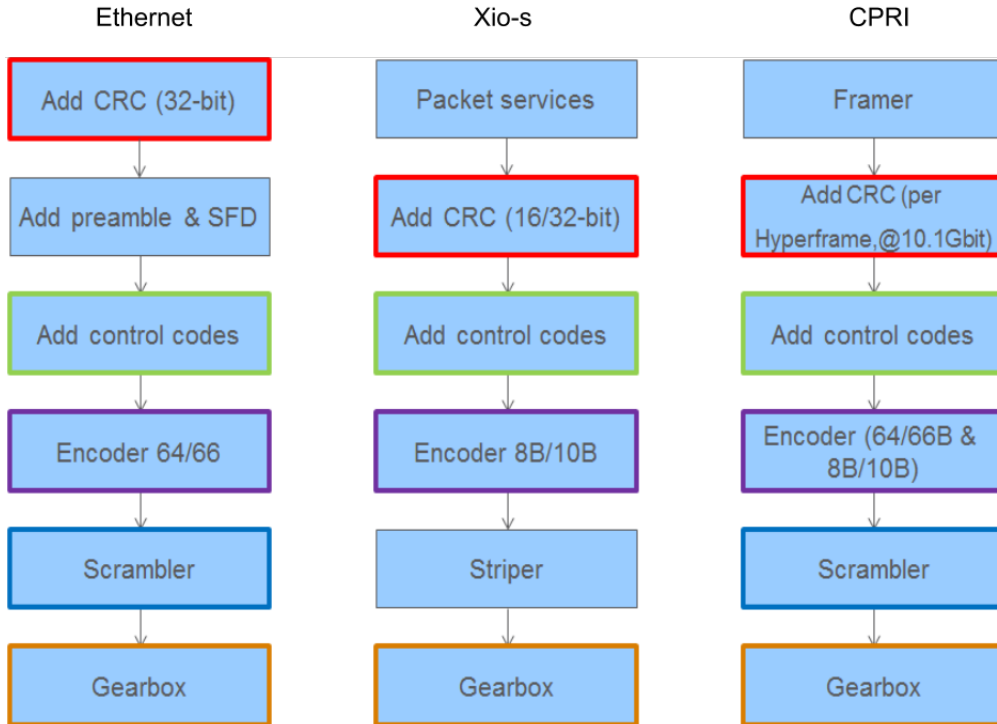 Ethernet
Xio-s
CPRI
Add CRC (32-bit)
Packet services
Framer
Add preamble & SFD
Add CRC (16/32-bit)
Add CRC (per
Hyperframe,@10.1Gbit)
Add control codes
Add control codes
Add control codes
Encoder 64/66
Encoder 8B/10B
Encoder (64/66B &
8B/10B)
Scrambler
Striper
Scrambler
Gearbox
Gearbox
Gearbox